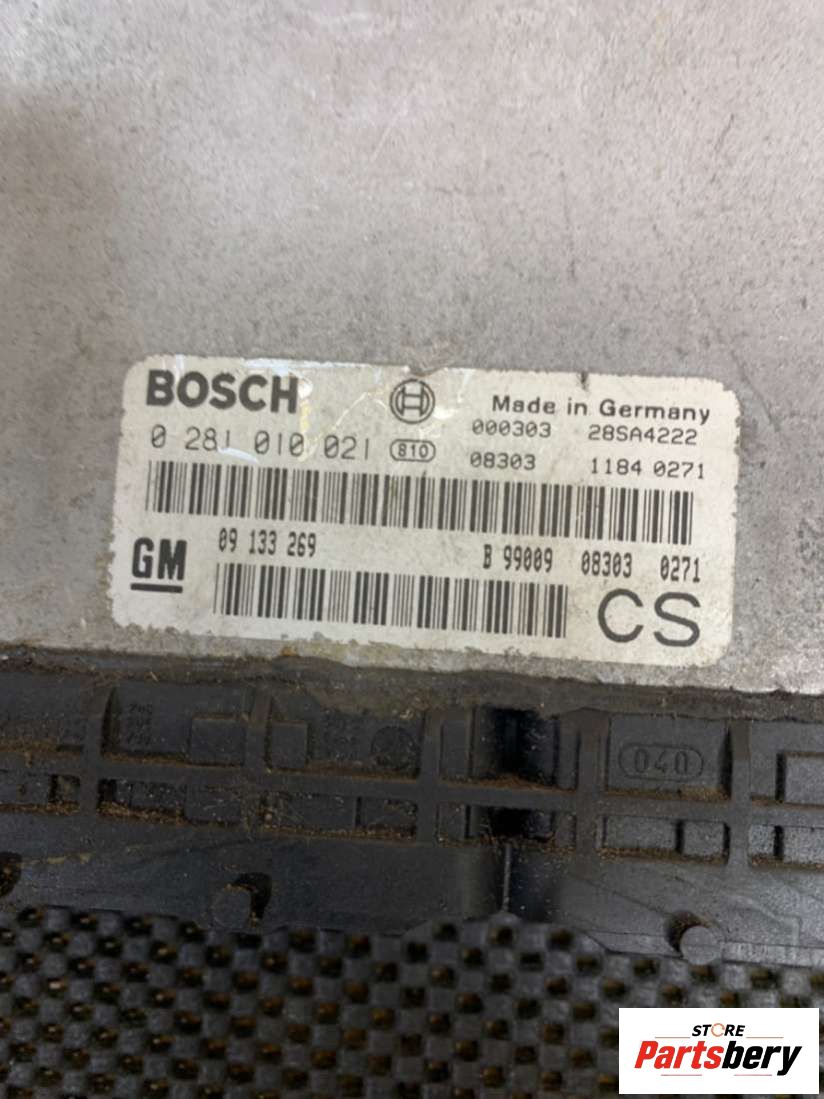 BOSCH
Made in Germany
000303 28SA4222
0 281 010 021 810
08303 1184 0271
GM
09 133 269 B 99009 08303 0271
CS
040
STORE
Partsbery